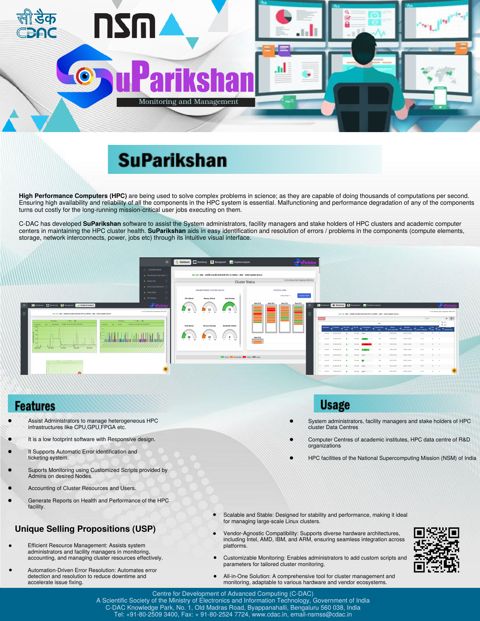 सी डैक
CDAC
NSM
SuParikshan
Monitoring and Management
SuParikshan
High Performance Computers (HPC) are being used to solve complex problems in science; as they are capable of doing thousands of computations per second.
Ensuring high availability and reliability of all the components in the HPC system is essential. Malfunctioning and performance degradation of any of the components
turns out costly for the long-running mission-critical user jobs executing on them.
C-DAC has developed SuParikshan software to assist the System administrators, facility managers and stake holders of HPC clusters and academic computer
centers in maintaining the HPC cluster health. SuParikshan aids in easy identification and resolution of errors / problems in the components (compute elements,
storage, network interconnects, power, jobs etc) through its intuitive visual interface.
Cluster Status
Features
● Assist Administrators to manage heterogeneous HPC
infrastructures like CPU,GPU,FPGA etc.
● It is a low footprint software with Responsive design.
● It Supports Automatic Error identification and
ticketing system.
● Suports Monitoring using Customized Scripts provided by
Admins on desired Nodes.
● Accounting of Cluster Resources and Users.
● Generate Reports on Health and Performance of the HPC
facility.
Usage
● System administrators, facility managers and stake holders of HPC
cluster Data Centres
● Computer Centres of academic institutes, HPC data centre of R&D
organizations
● HPC facilities of the National Supercomputing Mission (NSM) of India
Unique Selling Propositions (USP)
● Efficient Resource Management: Assists system
administrators and facility managers in monitoring,
accounting, and managing cluster resources effectively.
● Automation-Driven Error Resolution: Automates error
detection and resolution to reduce downtime and
accelerate issue fixing.
● Scalable and Stable: Designed for stability and performance, making it ideal
for managing large-scale Linux clusters.
● Vendor-Agnostic Compatibility: Supports diverse hardware architectures,
including Intel, AMD, IBM, and ARM, ensuring seamless integration across
platforms.
● Customizable Monitoring: Enables administrators to add custom scripts and
parameters for tailored cluster monitoring.
● All-in-One Solution: A comprehensive tool for cluster management and
monitoring, adaptable to various hardware and vendor ecosystems.
Centre for Development of Advanced Computing (C-DAC)
A Scientific Society of the Ministry of Electronics and Information Technology, Government of India
C-DAC Knowledge Park, No. 1, Old Madras Road, Byappanahalli, Bengaluru 560 038, India
Tel: +91-80-2509 3400, Fax: + 91-80-2524 7724, www.cdac.in, email-nsmss@cdac.in